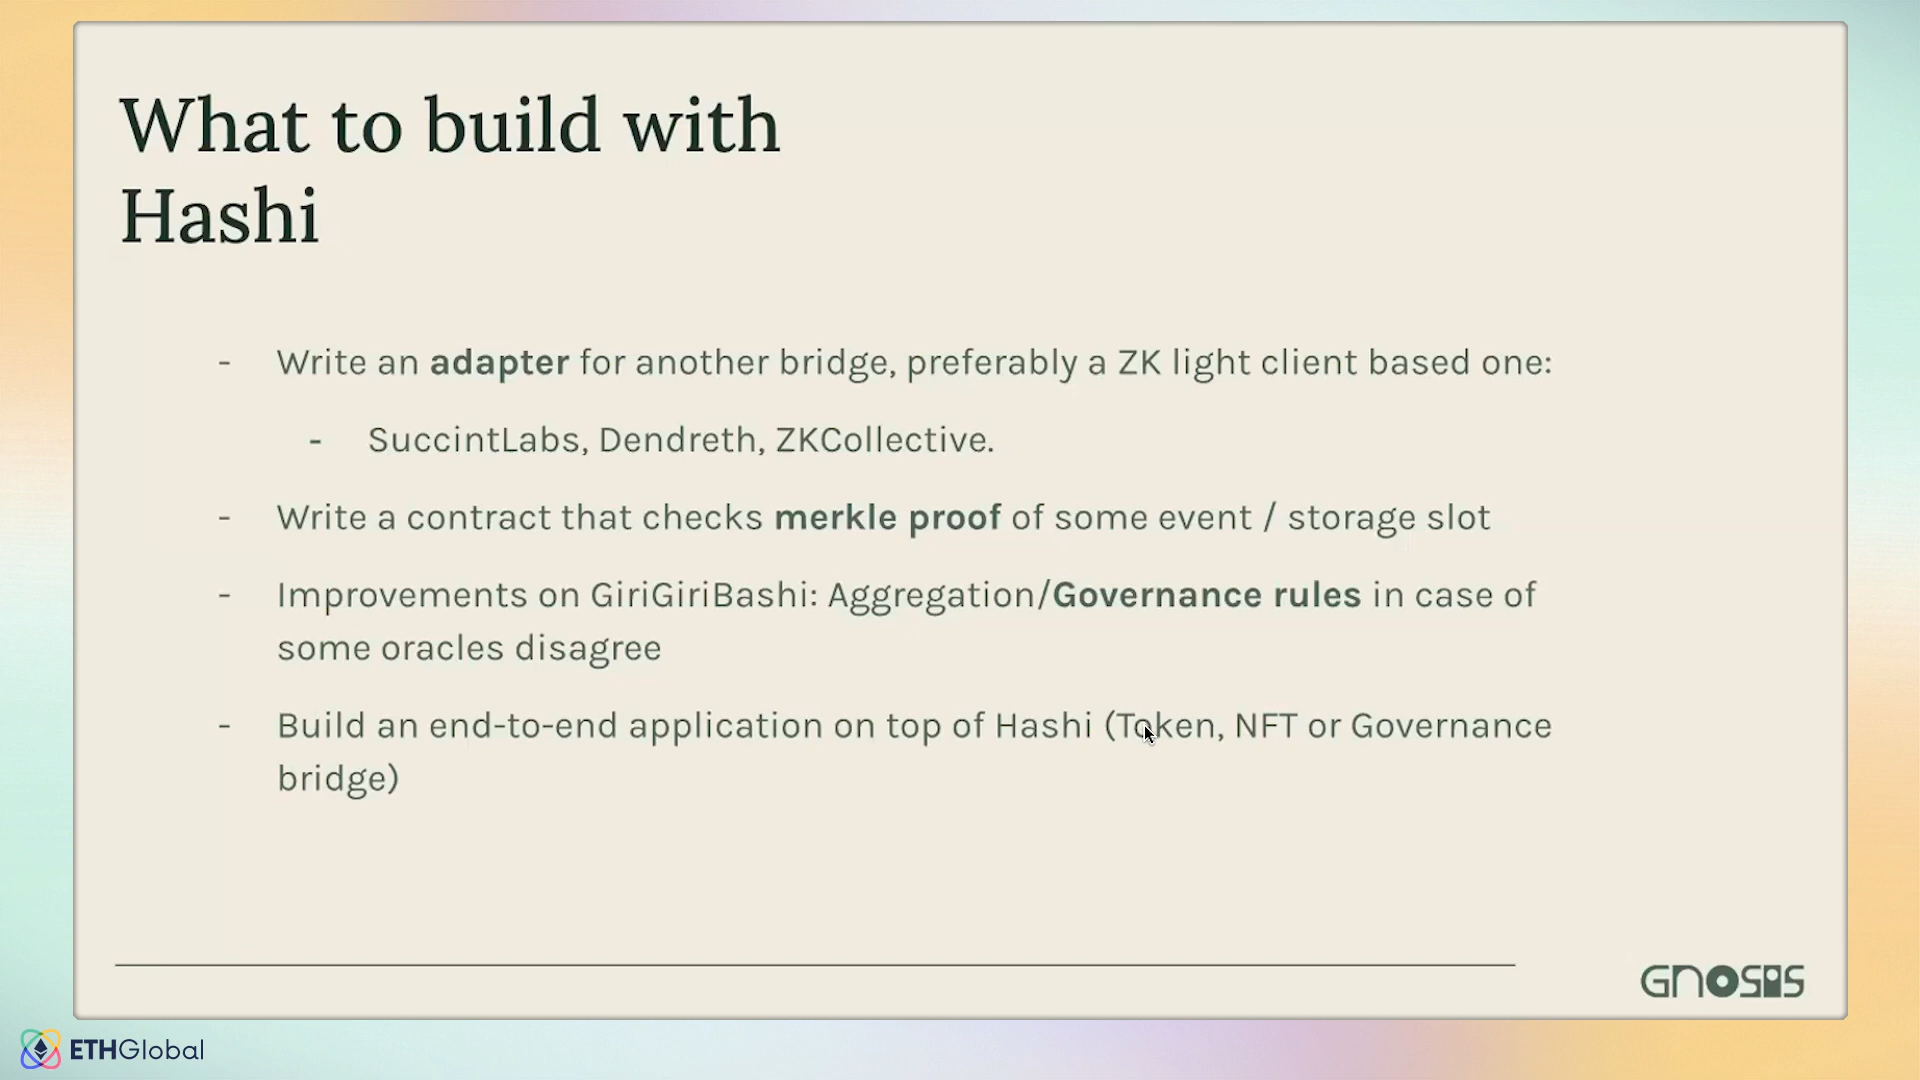 What to build with
Hashi
- Write an adapter for another bridge, preferably a ZK light client based one:
- SuccintLabs, Dendreth, ZKCollective.
- Write a contract that checks merkle proof of some event / storage slot
- Improvements on GiriGiriBashi: Aggregation/Governance rules in case of
some oracles disagree
- Build an end-to-end application on top of Hashi (Token, NFT or Governance
bridge)
GNOSIS
ETHGlobal